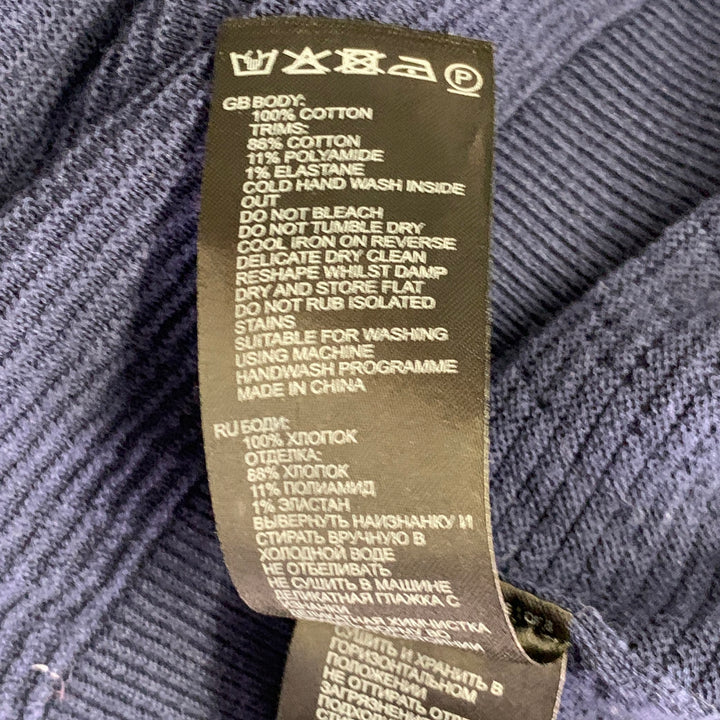 P
GB BODY:
100% COTTON
TRIMS:
88% COTTON
11% POLYAMIDE
1% ELASTANE
COLD HAND WASH INSIDE
OUT
DO NOT BLEACH
DO NOT TUMBLE DRY
COOL IRON ON REVERSE
DELICATE DRY CLEAN
RESHAPE WHILST DAMP
DRY AND STORE FLAT
DO NOT RUB ISOLATED
STAINS
SUITABLE FOR WASHING
USING MACHINE
HANDWASH PROGRAMME
MADE IN CHINA
RU БОДИ:
100% ХЛОПОК
ОТДЕЛКА:
88% ХЛОПОК
11% ПОЛИАМИД
1% ЭЛАСТАН
ВЫВЕРНУТЬ НАИЗНАНКУ И
СТИРАТЬ ВРУЧНУЮ В
ХОЛОДНОЙ ВОДЕ
НЕ ОТБЕЛИВАТЬ
НЕ СУШИТЬ В МАШИНЕ
ДЕЛИКАТНАЯ ГЛАЖКА С
ХИМЧИСТКА
СУШИТЬ И ХРАНИТЬ В
ГОРИЗОНТАЛЬНОМ
ПОЛОЖЕНИИ
НЕ ОТТИРАТЬ